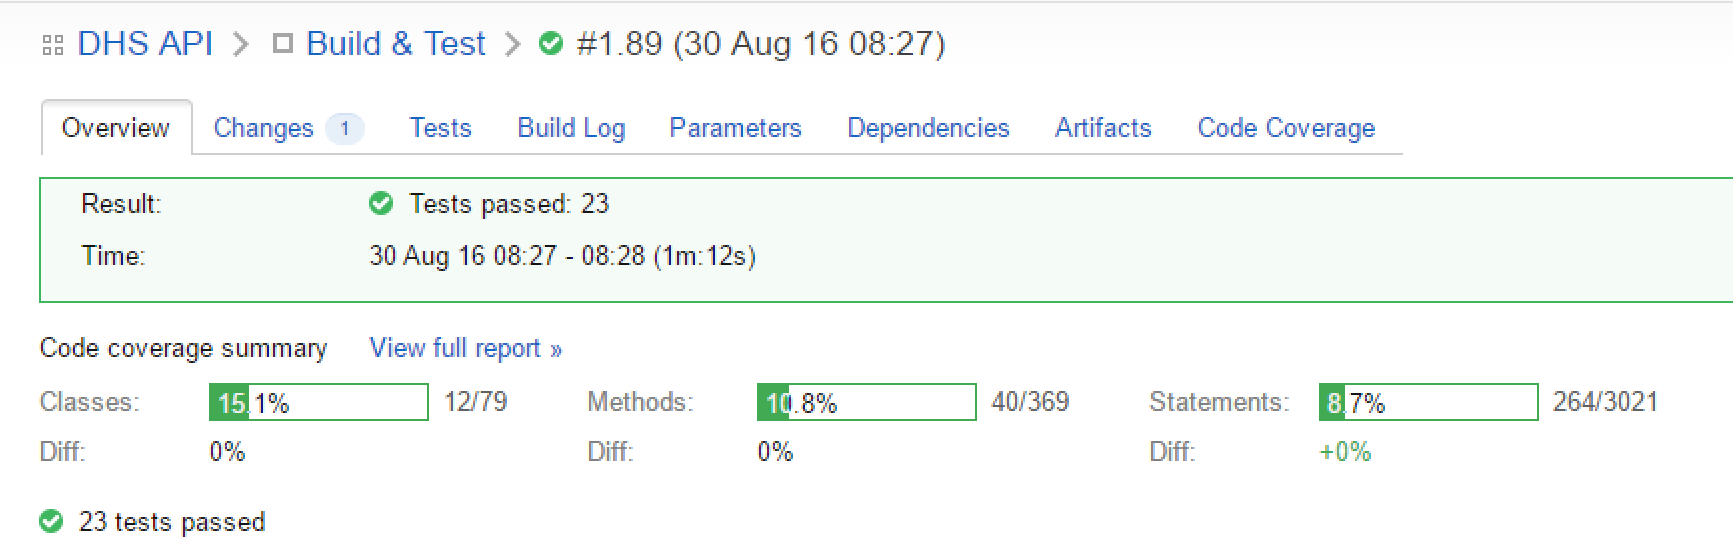 DHS API > Build & Test > #1.89 (30 Aug 16 08:27)
Overview Changes 1 Tests Build Log Parameters Dependencies Artifacts Code Coverage
Result: Tests passed: 23
Time: 30 Aug 16 08:27 - 08:28 (1m:12s)
Code coverage summary View full report »
Classes: 15.1% 12/79 Methods: 10.8% 40/369 Statements: 8.7% 264/3021
Diff: 0% Diff: 0% Diff: +0%
23 tests passed